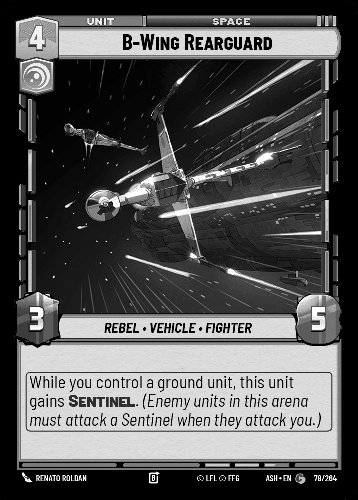 UNIT SPACE
4 B-WING REARGUARD
3 5
REBEL • VEHICLE • FIGHTER
While you control a ground unit, this unit
gains SENTINEL. (Enemy units in this arena
must attack a Sentinel when they attack you.)
RENATO ROLDAN © LFL © FFG ASH • EN 78/264